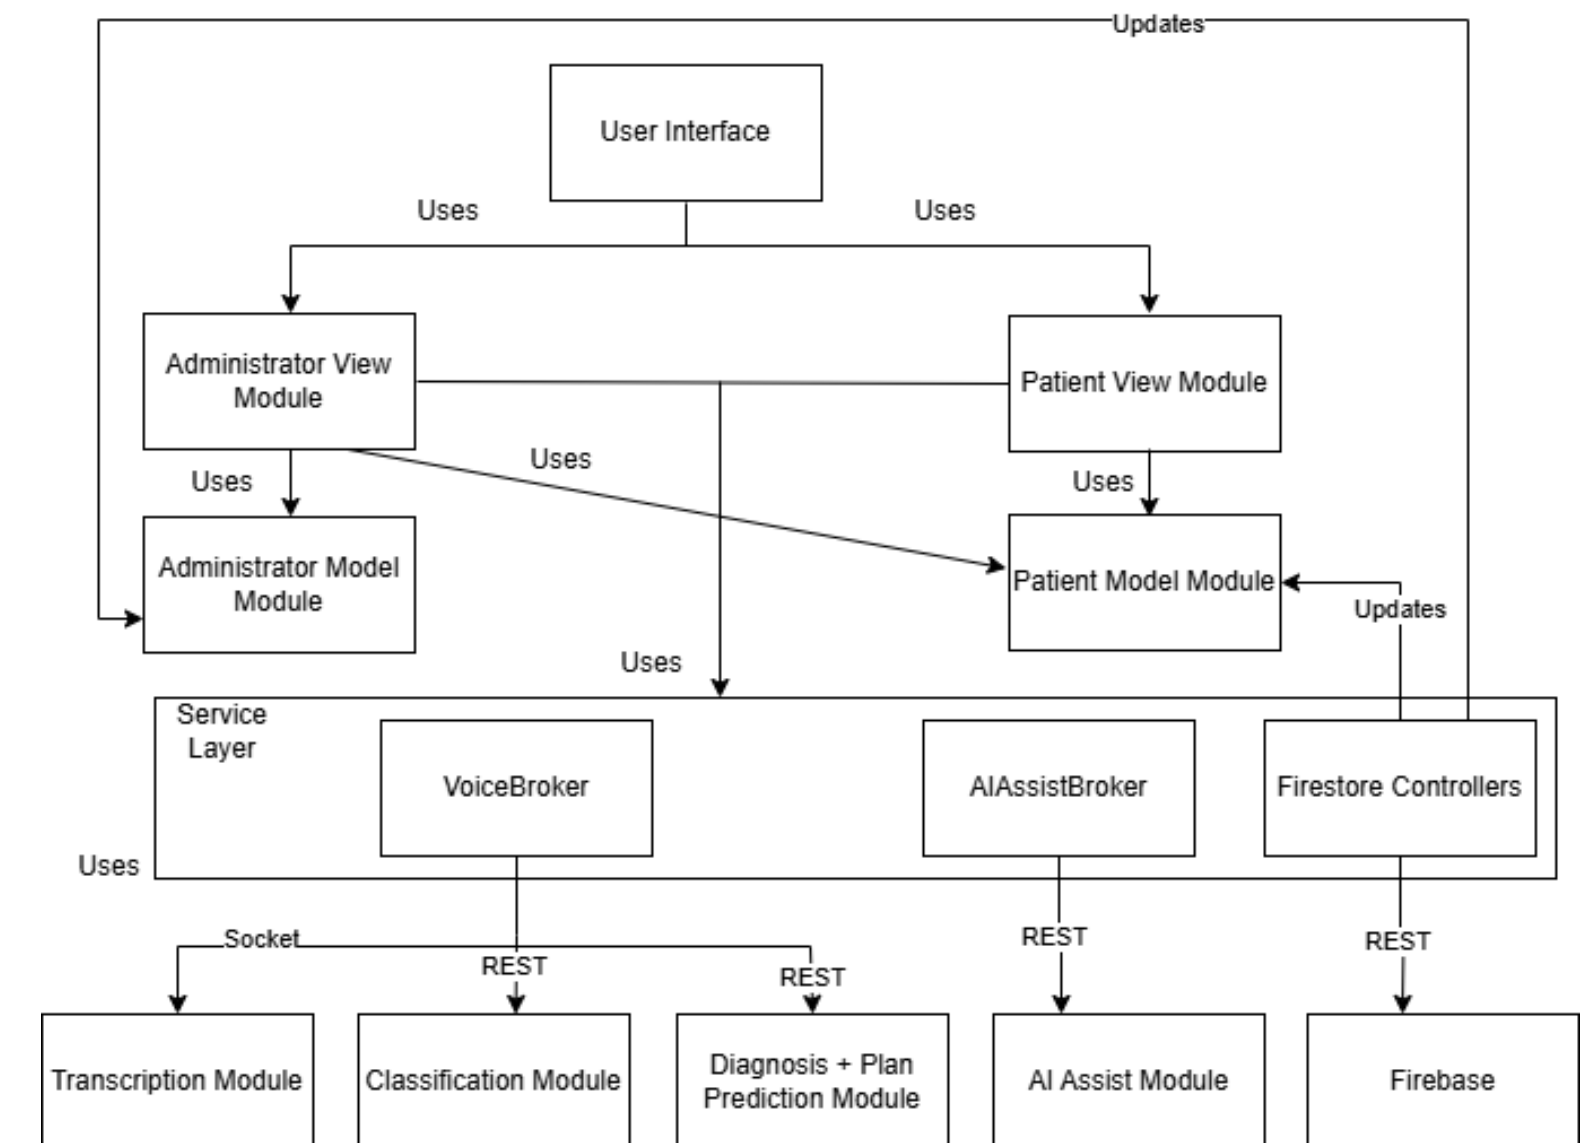 Updates
User Interface
Uses
Uses
Administrator View
Module
Patient View Module
Uses
Uses
Uses
Administrator Model
Module
Patient Model Module
Updates
Uses
Service
Layer
VoiceBroker
AIAssistBroker
Firestore Controllers
Uses
Socket
REST
REST
REST
REST
Transcription Module
Classification Module
Diagnosis + Plan
Prediction Module
AI Assist Module
Firebase